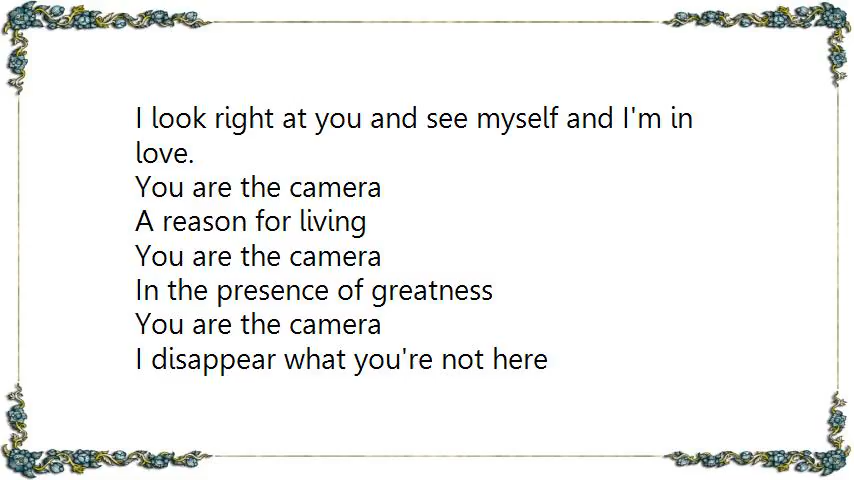 I look right at you and see myself and I'm in
love.
You are the camera
A reason for living
You are the camera
In the presence of greatness
You are the camera
I disappear what you're not here